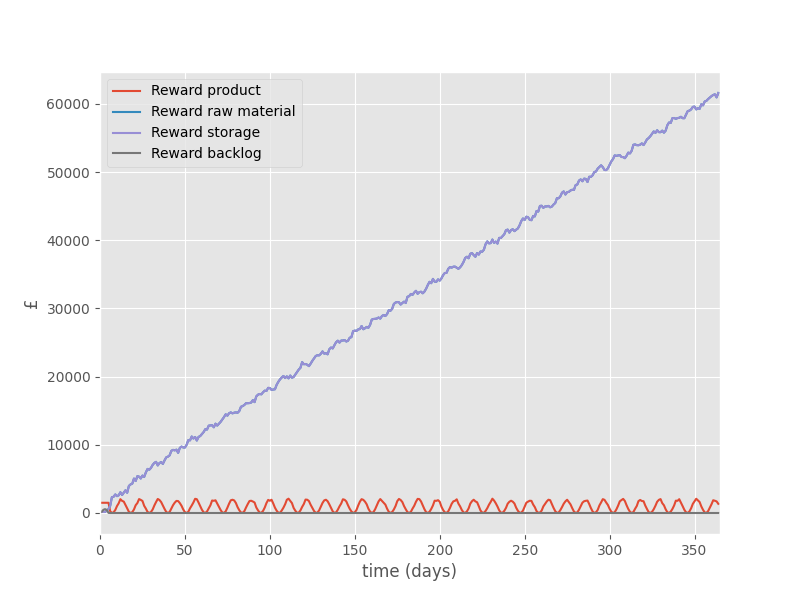 Reward product
Reward raw material
Reward storage
Reward backlog
60000
50000
40000
30000
20000
10000
0
£
0 50 100 150 200 250 300 350
time (days)